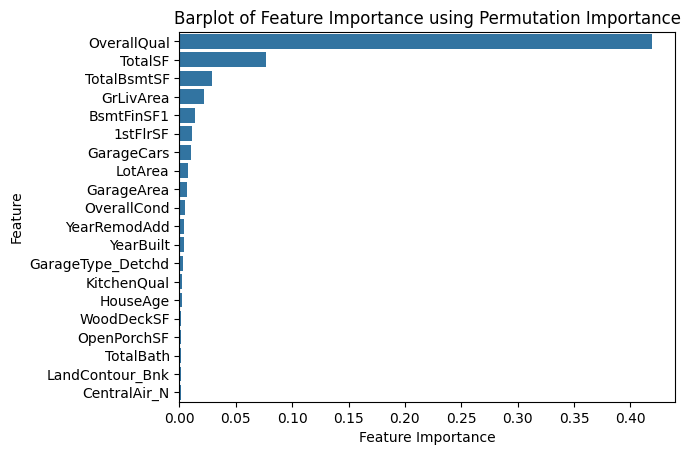 Barplot of Feature Importance using Permutation Importance
OverallQual
TotalSF
TotalBsmtSF
GrLivArea
BsmtFinSF1
1stFlrSF
GarageCars
LotArea
GarageArea
OverallCond
YearRemodAdd
YearBuilt
GarageType_Detchd
KitchenQual
HouseAge
WoodDeckSF
OpenPorchSF
TotalBath
LandContour_Bnk
CentralAir_N
Feature
0.00 0.05 0.10 0.15 0.20 0.25 0.30 0.35 0.40
Feature Importance